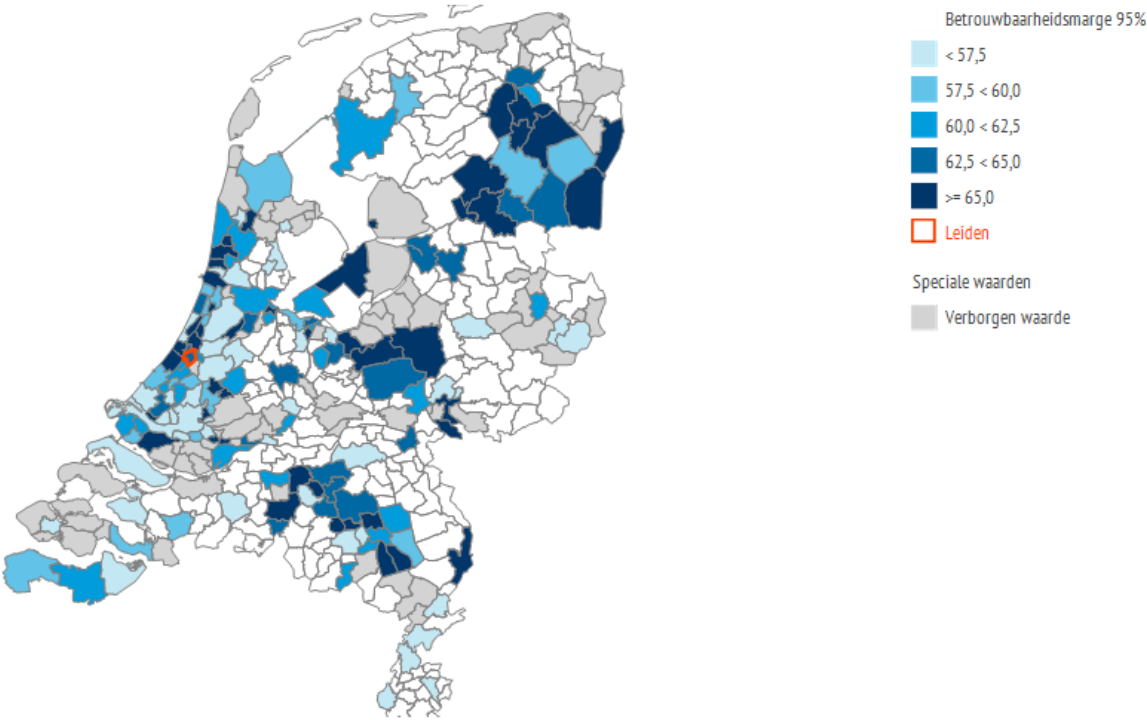 Betrouwbaarheidsmarge 95%
< 57,5
57,5 < 60,0
60,0 < 62,5
62,5 < 65,0
>= 65,0
Leiden
Speciale waarden
Verborgen waarde